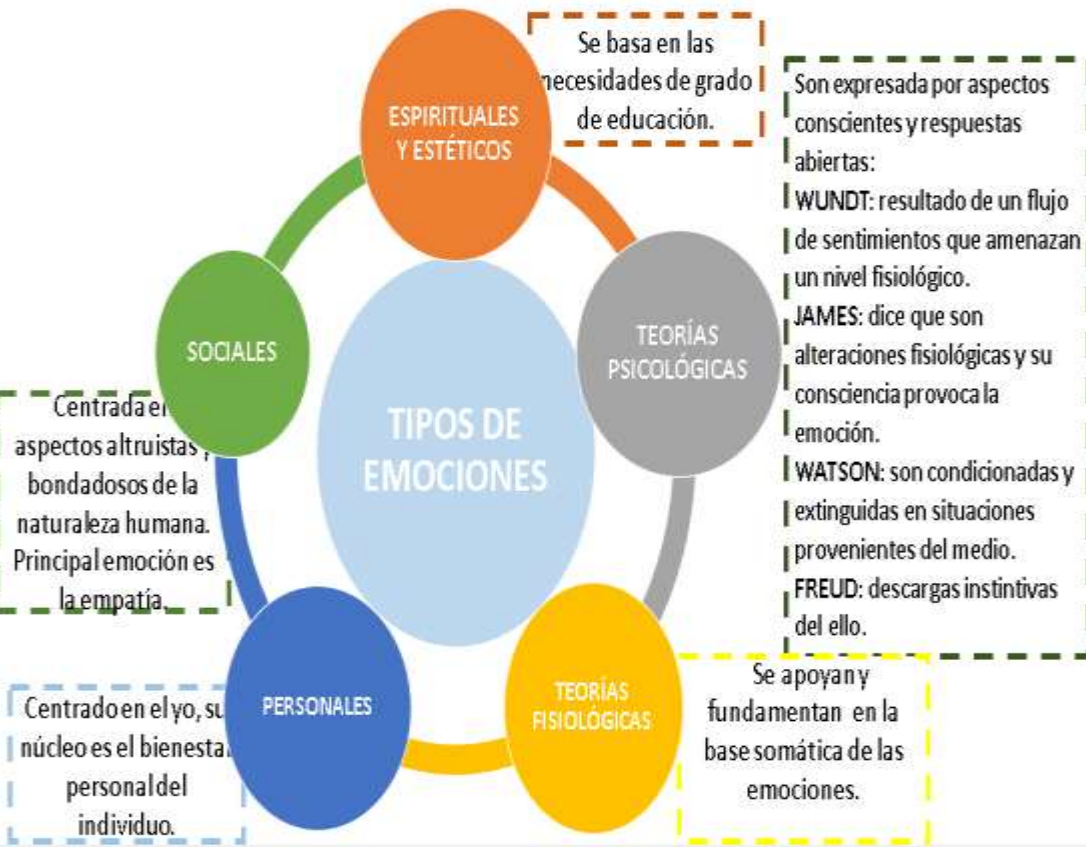 TIPOS DE
EMOCIONES
ESPIRITUALES
Y ESTÉTICOS
Se basa en las
necesidades de grado
de educación.
TEORÍAS
PSICOLÓGICAS
Son expresada por aspectos
conscientes y respuestas
abiertas:
WUNDT: resultado de un flujo
de sentimientos que amenazan
un nivel fisiológico.
JAMES: dice que son
alteraciones fisiológicas y su
consciencia provoca la
emoción.
WATSON: son condicionadas y
extinguidas en situaciones
provenientes del medio.
FREUD: descargas instintivas
del ello.
TEORÍAS
FISIOLÓGICAS
Se apoyan y
fundamentan en la
base somática de las
emociones.
PERSONALES
Centrado en el yo, su
núcleo es el bienestar
personal del
individuo.
SOCIALES
Centrada en
aspectos altruistas
bondadosos de la
naturaleza humana.
Principal emoción es
la empatía.